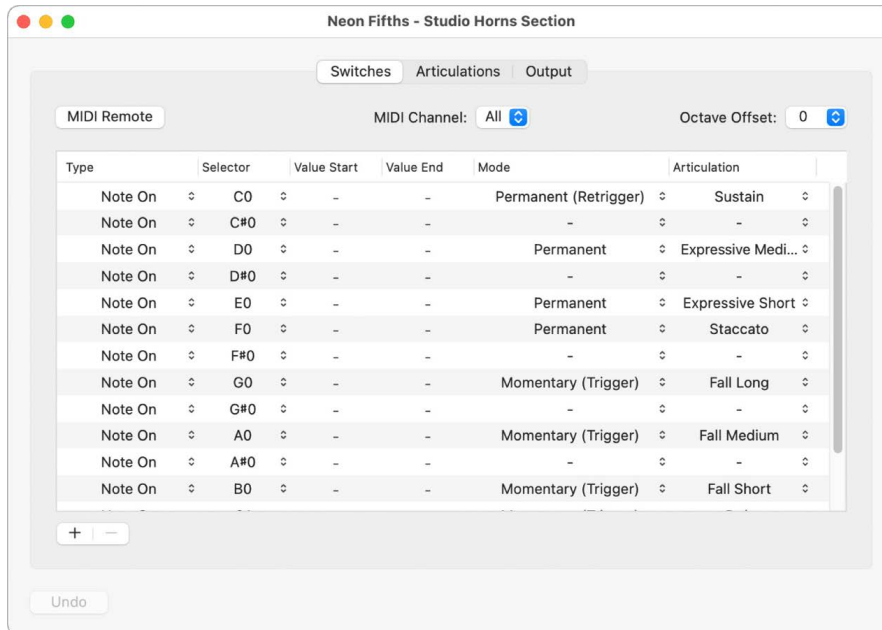 Neon Fifths - Studio Horns Section
Switches Articulations Output
MIDI Remote MIDI Channel: All Octave Offset: 0
Type Selector Value Start Value End Mode Articulation
Note On C0 - - Permanent (Retrigger) Sustain
Note On C#0 - - - -
Note On D0 - - Permanent Expressive Medi...
Note On D#0 - - - -
Note On E0 - - Permanent Expressive Short
Note On F0 - - Permanent Staccato
Note On F#0 - - - -
Note On G0 - - Momentary (Trigger) Fall Long
Note On G#0 - - - -
Note On A0 - - Momentary (Trigger) Fall Medium
Note On A#0 - - - -
Note On B0 - - Momentary (Trigger) Fall Short
+ −
Undo